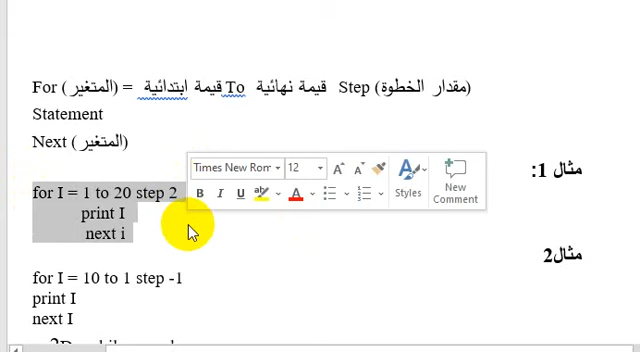 For (المتغير) = قيمة ابتدائية To قيمة نهائية Step (مقدار الخطوة)
Statement
Next (المتغير)
مثال 1:
Times New Rom 12
B I U A Styles New Comment
for I = 1 to 20 step 2
print I
next i
مثال2
for I = 10 to 1 step -1
print I
next I